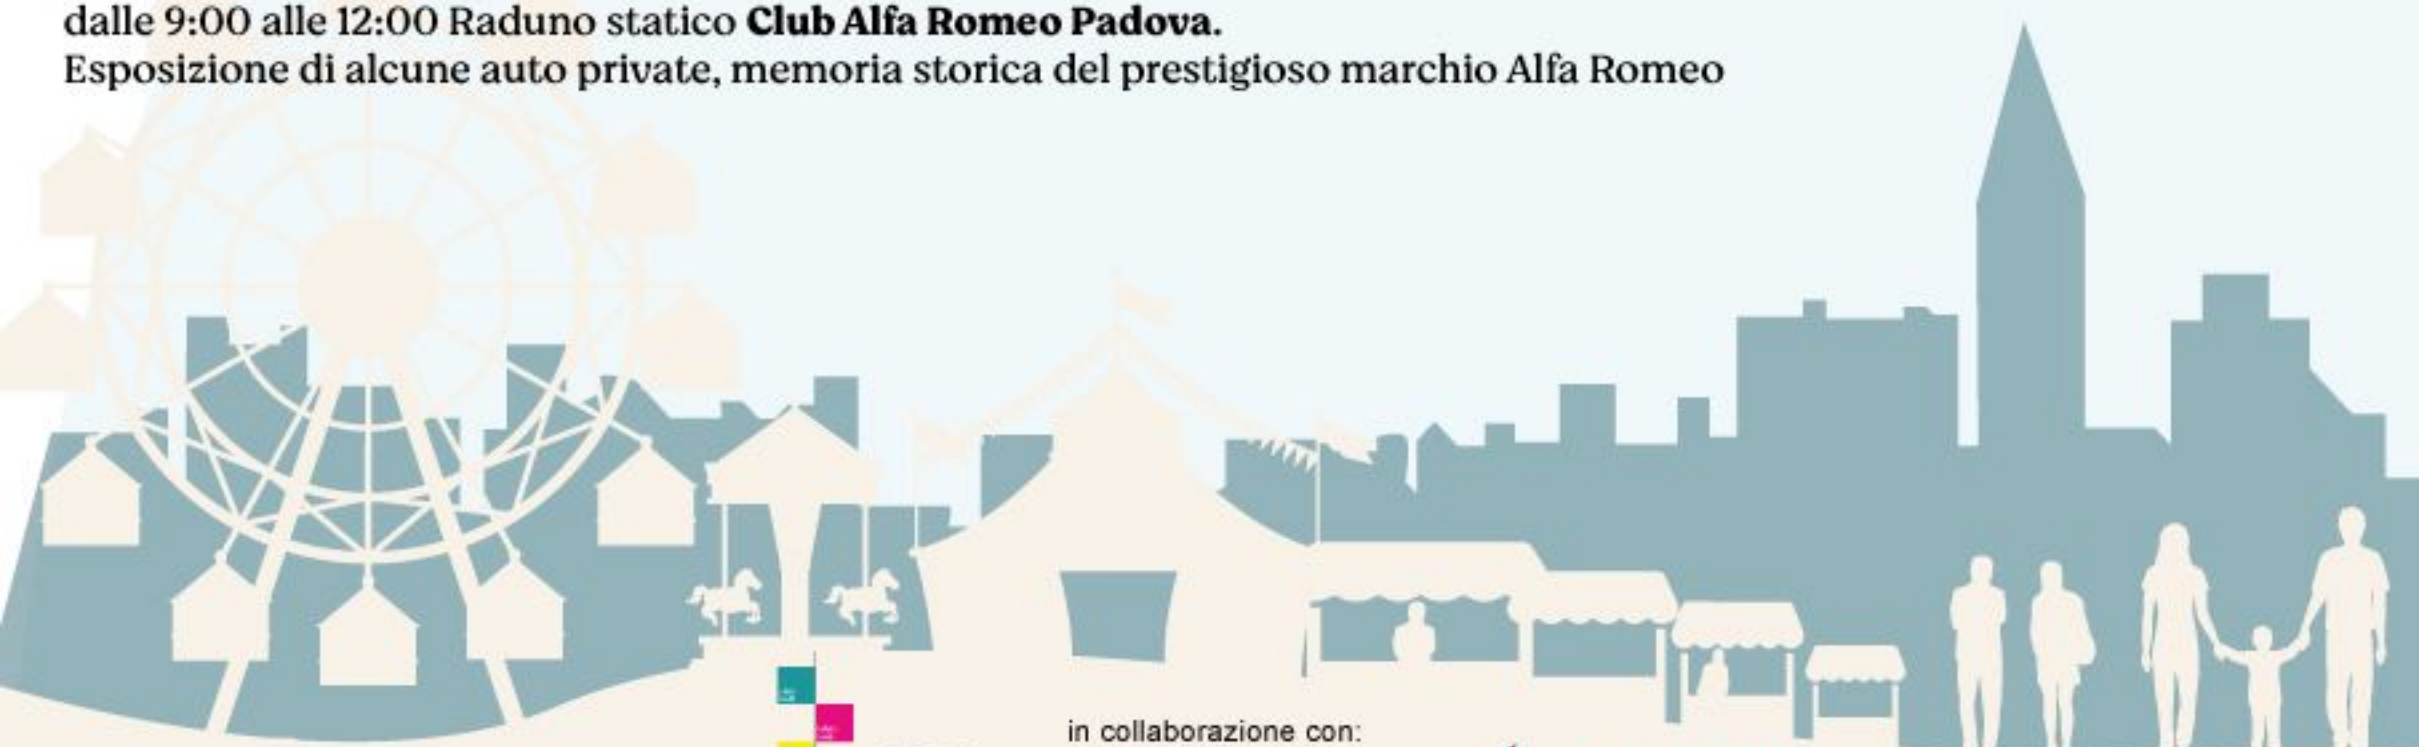 dalle 9:00 alle 12:00 Raduno statico Club Alfa Romeo Padova.
Esposizione di alcune auto private, memoria storica del prestigioso marchio Alfa Romeo
in collaborazione con: